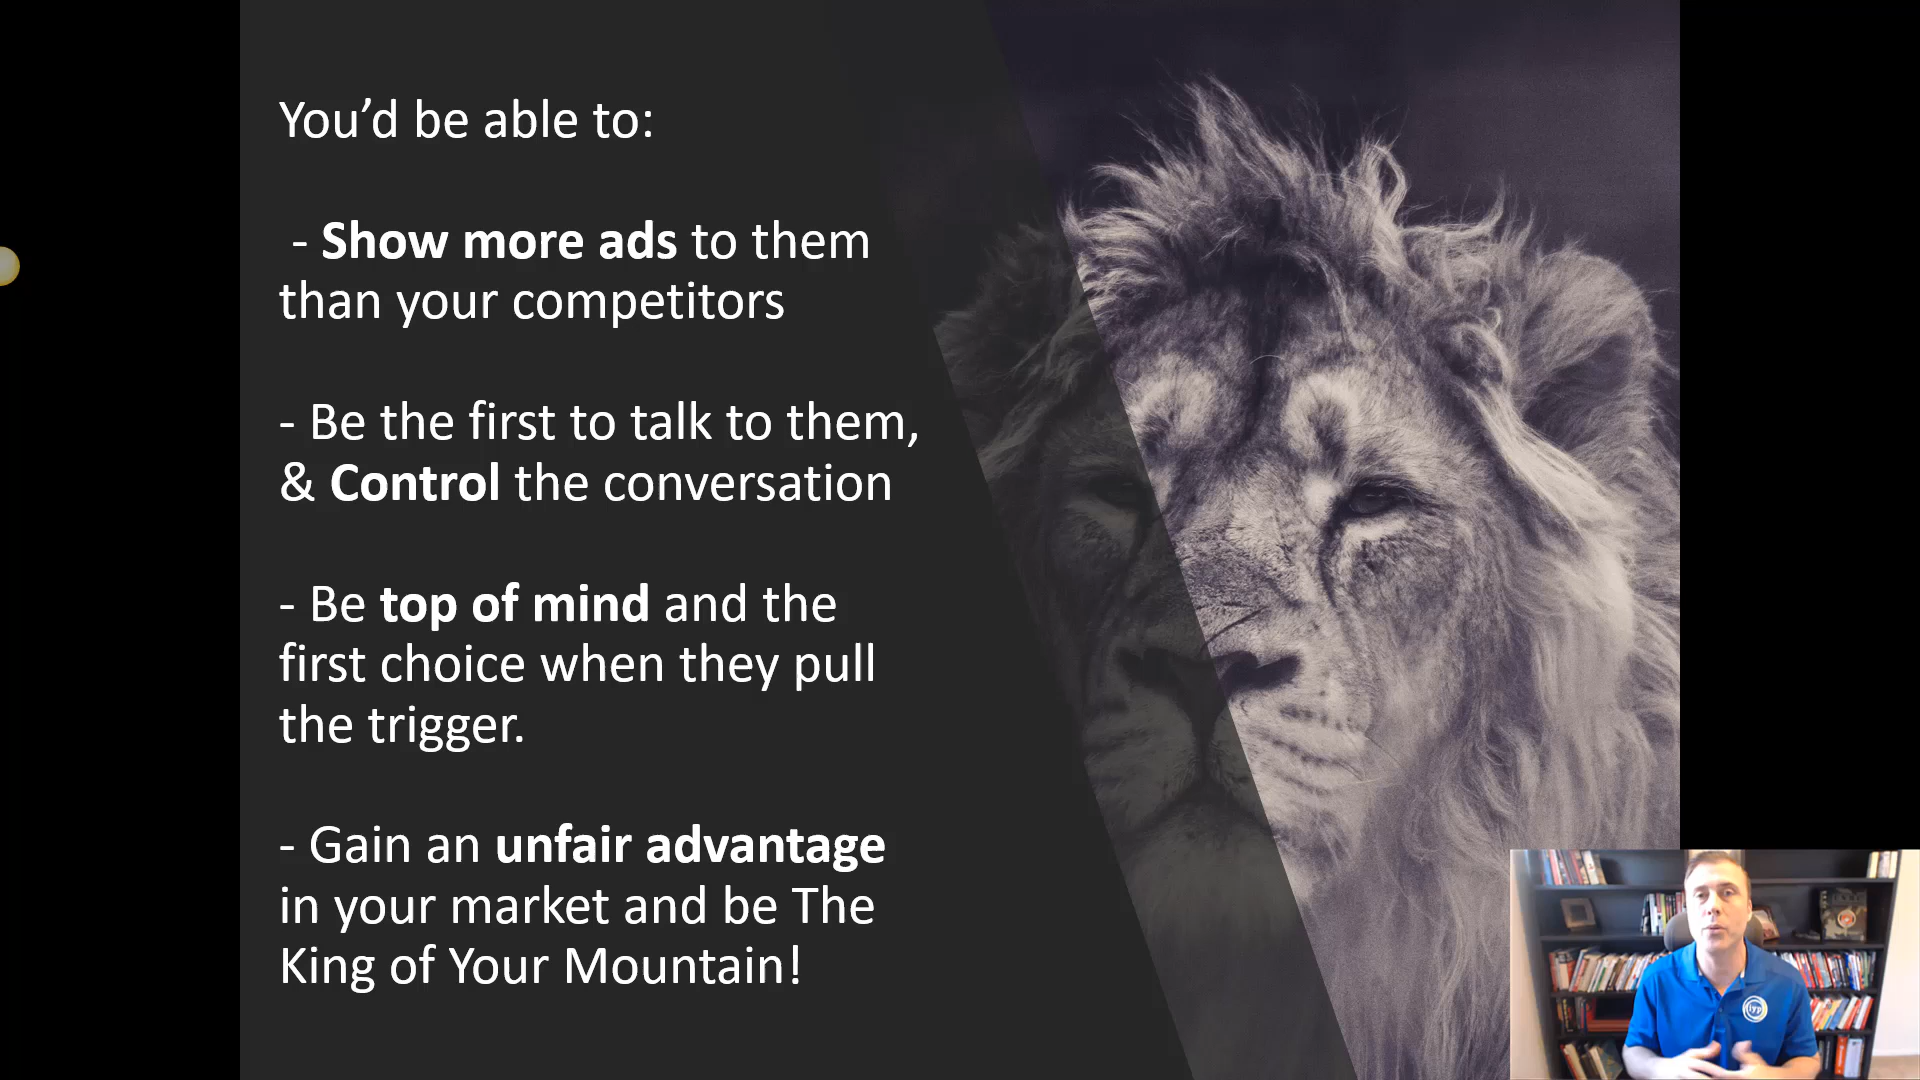 You’d be able to:
- Show more ads to them
than your competitors
- Be the first to talk to them,
& Control the conversation
- Be top of mind and the
first choice when they pull
the trigger.
- Gain an unfair advantage
in your market and be The
King of Your Mountain!
iyp